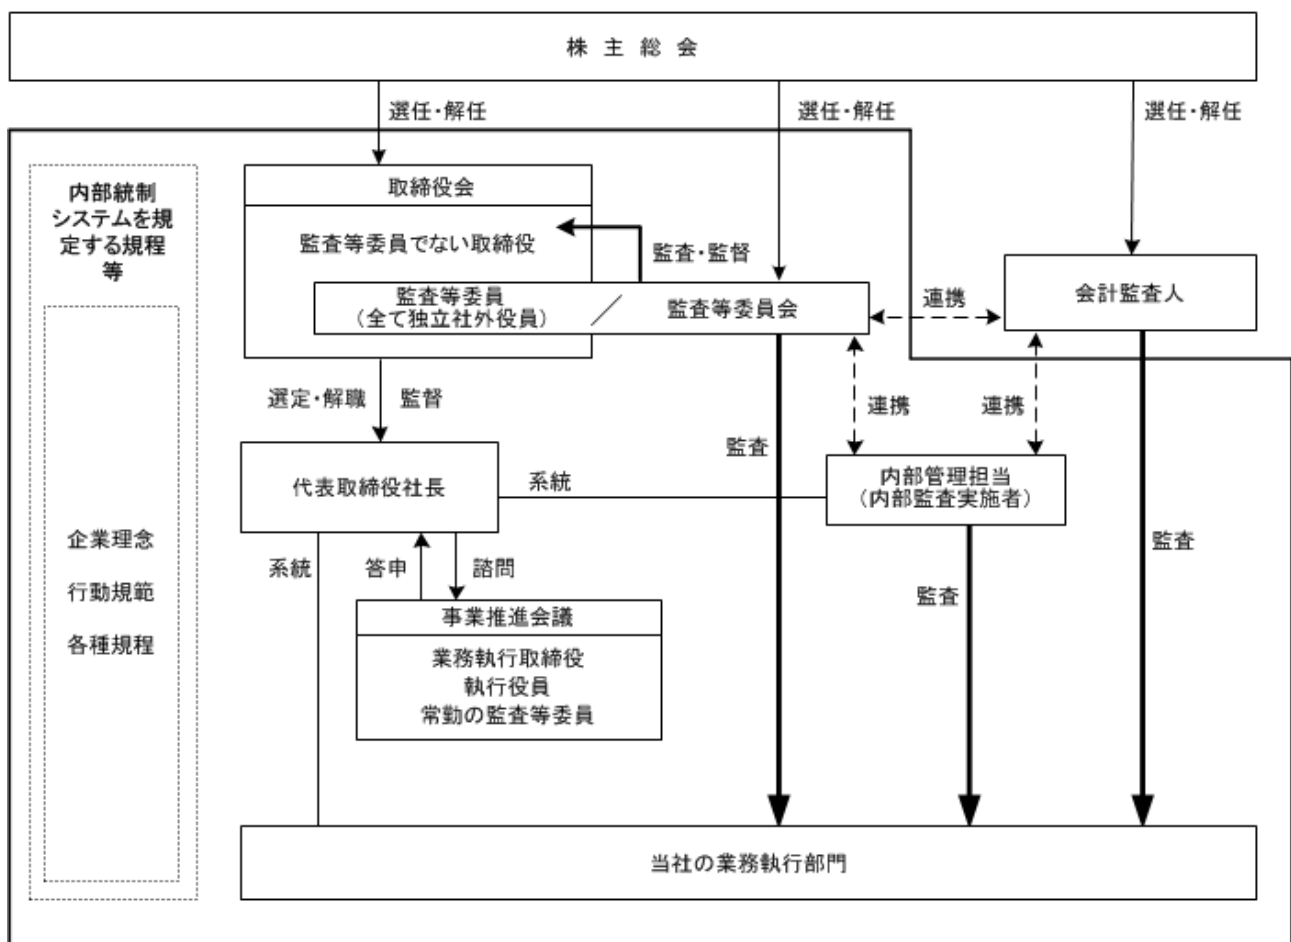 株 主 総 会
選任・解任
選任・解任
選任・解任
内部統制
システムを規
定する規程
等
企業理念
行動規範
各種規程
取締役会
監査等委員でない取締役
監査・監督
監査等委員
（全て独立社外役員）
／
監査等委員会
連携
会計監査人
選定・解職
監督
連携
連携
監査
代表取締役社長
系統
内部管理担当
（内部監査実施者）
監査
系統
答申
諮問
監査
事業推進会議
業務執行取締役
執行役員
常勤の監査等委員
当社の業務執行部門